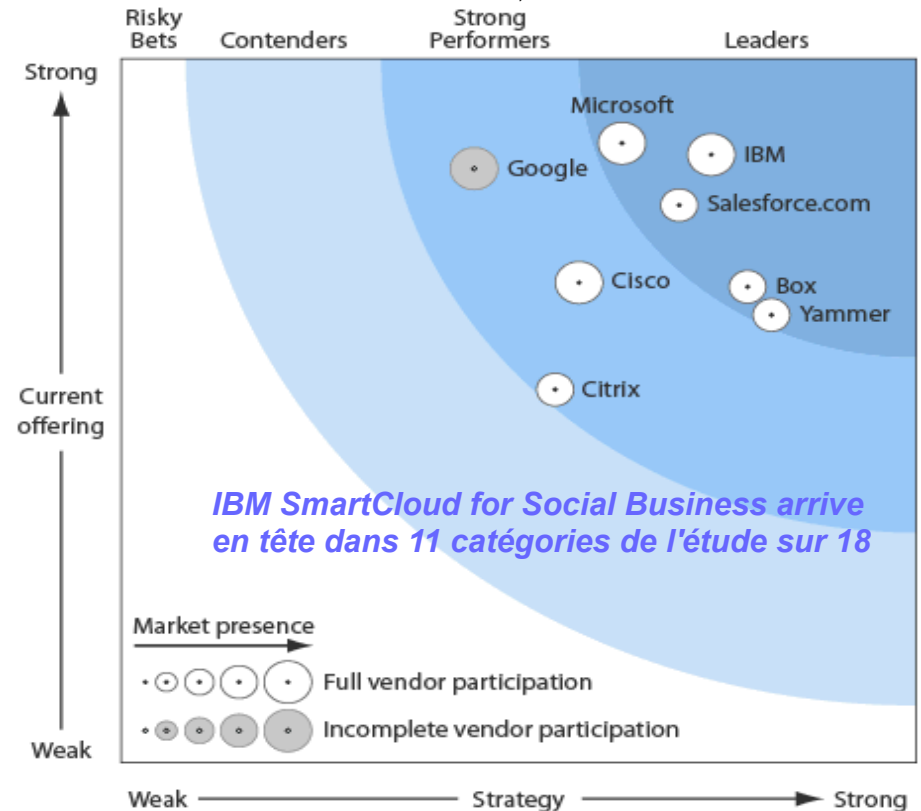 Risky
Bets
Contenders
Strong
Performers
Leaders
Strong
Microsoft
IBM
Google
Salesforce.com
Cisco
Box
Yammer
Current
offering
Citrix
IBM SmartCloud for Social Business arrive
en tête dans 11 catégories de l'étude sur 18
Market presence
Full vendor participation
Incomplete vendor participation
Weak
Weak
Strategy
Strong